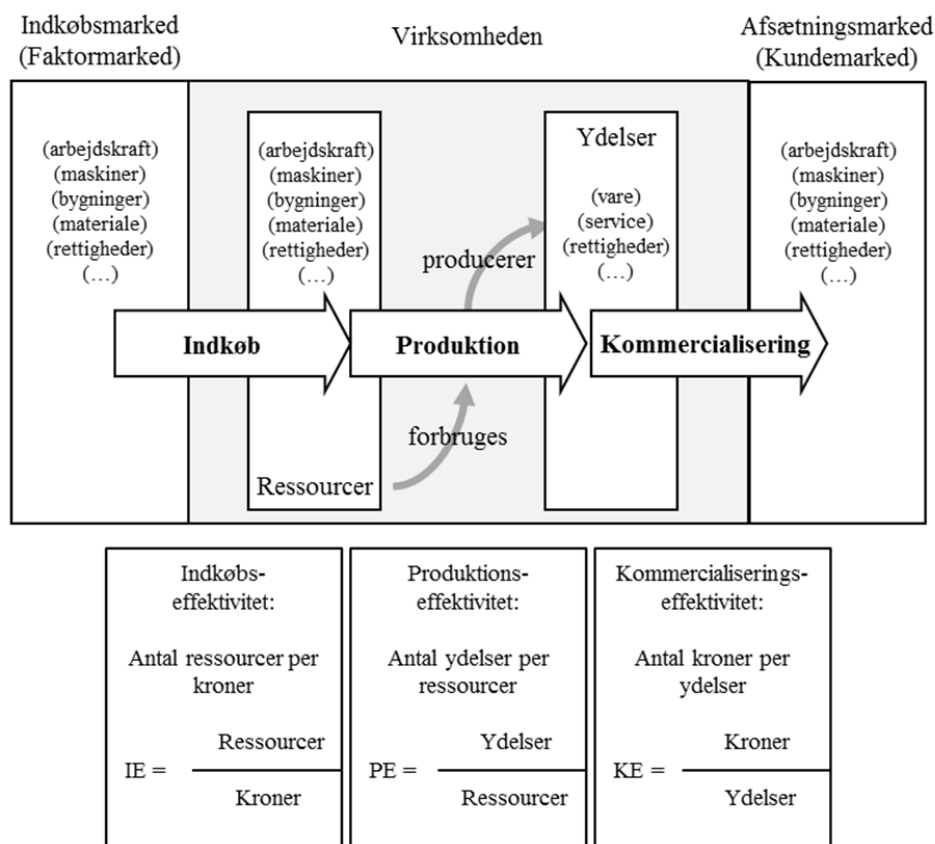 Indkøbsmarked
(Faktormarked)
Virksomheden
Afsætningsmarked
(Kundemarked)
(arbejdskraft)
(maskiner)
(bygninger)
(materiale)
(rettigheder)
(…)
(arbejdskraft)
(maskiner)
(bygninger)
(materiale)
(rettigheder)
(…)
Ydelser
(vare)
(service)
(rettigheder)
(…)
(arbejdskraft)
(maskiner)
(bygninger)
(materiale)
(rettigheder)
(…)
producerer
Indkøb
Produktion
Kommercialisering
forbruges
Ressourcer
Indkøbs-
effektivitet:
Antal ressourcer per
kroner
IE =
Ressourcer
Kroner
Produktions-
effektivitet:
Antal ydelser per
ressourcer
PE =
Ydelser
Ressourcer
Kommercialiserings-
effektivitet:
Antal kroner per
ydelser
KE =
Kroner
Ydelser